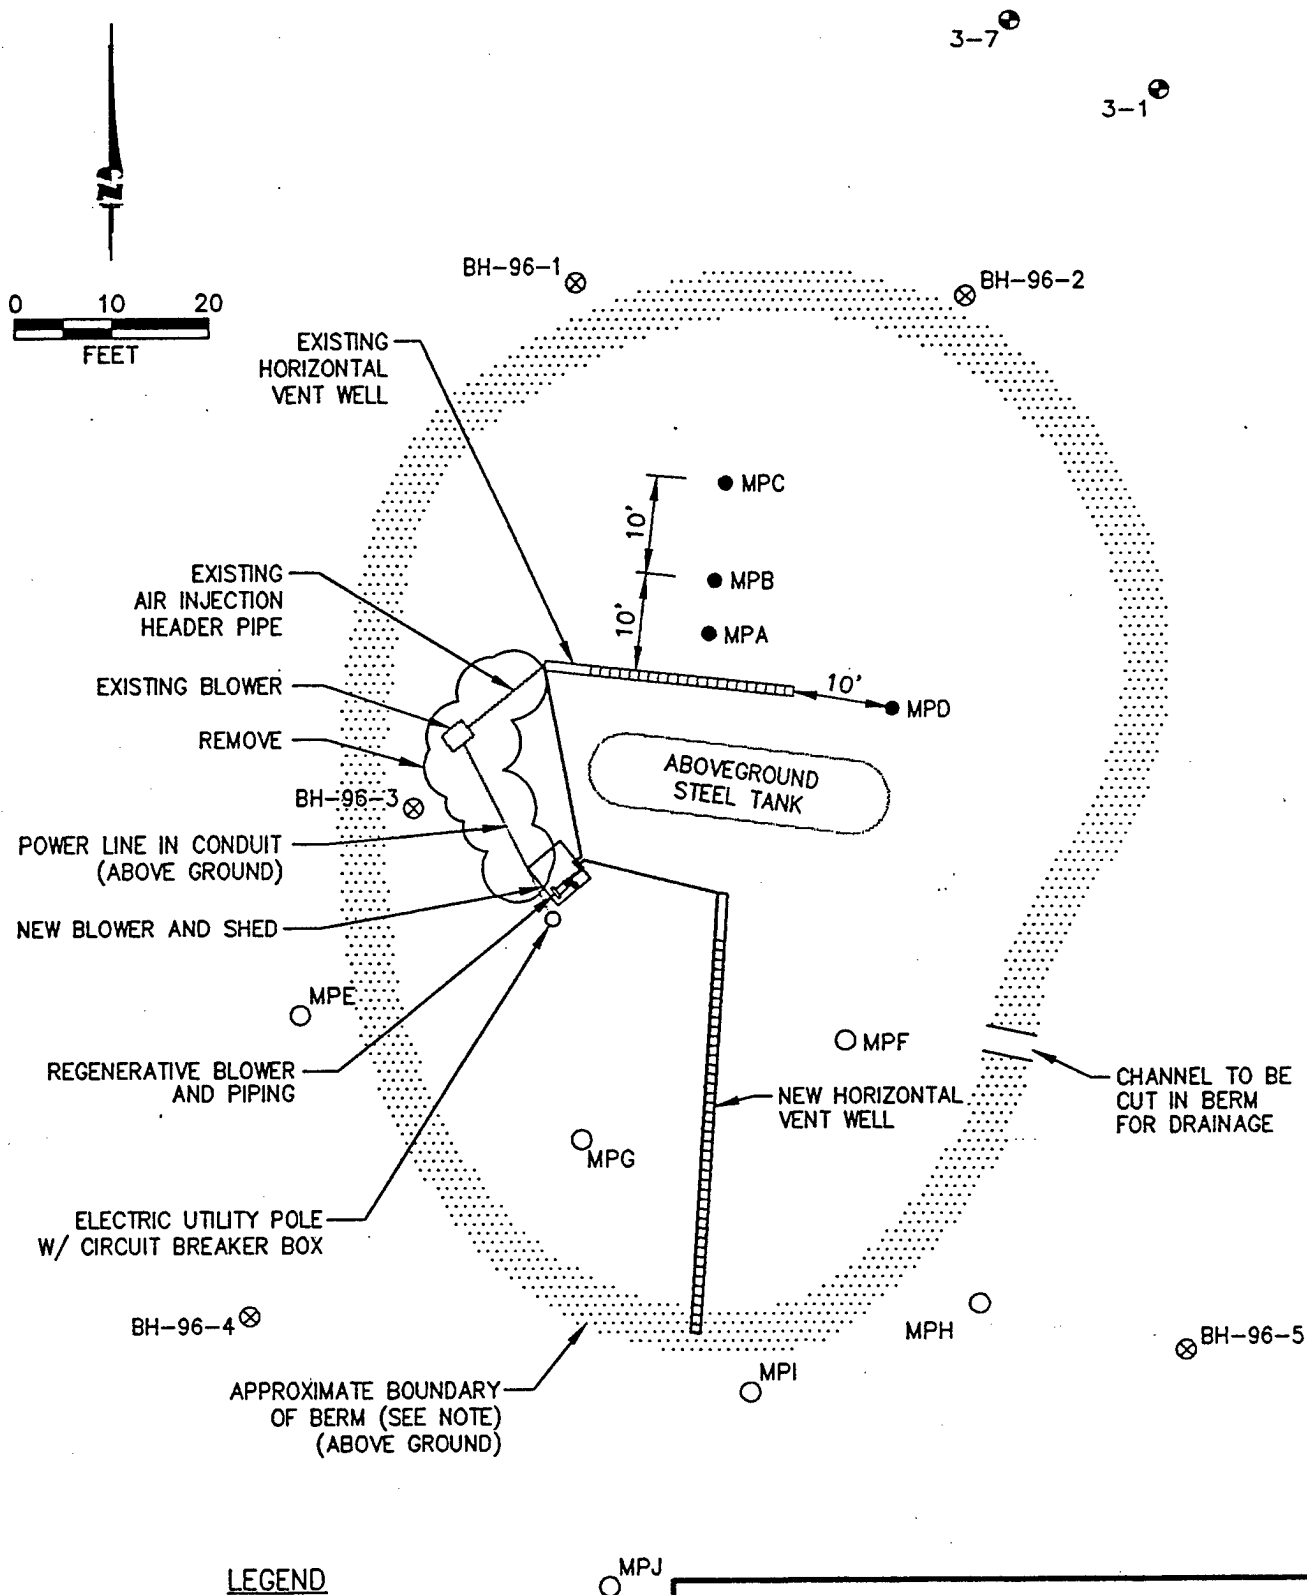 3-7
3-1
N
BH-96-1
BH-96-2
0 10 20
FEET
EXISTING
HORIZONTAL
VENT WELL
MPC
10'
EXISTING
AIR INJECTION
HEADER PIPE
MPB
10'
MPA
EXISTING BLOWER
10'
MPD
REMOVE
ABOVEGROUND
STEEL TANK
BH-96-3
POWER LINE IN CONDUIT
(ABOVE GROUND)
NEW BLOWER AND SHED
MPE
MPF
REGENERATIVE BLOWER
AND PIPING
NEW HORIZONTAL
VENT WELL
CHANNEL TO BE
CUT IN BERM
FOR DRAINAGE
MPG
ELECTRIC UTILITY POLE
W/ CIRCUIT BREAKER BOX
BH-96-4
MPH
BH-96-5
MPI
APPROXIMATE BOUNDARY
OF BERM (SEE NOTE)
(ABOVE GROUND)
MPJ
LEGEND